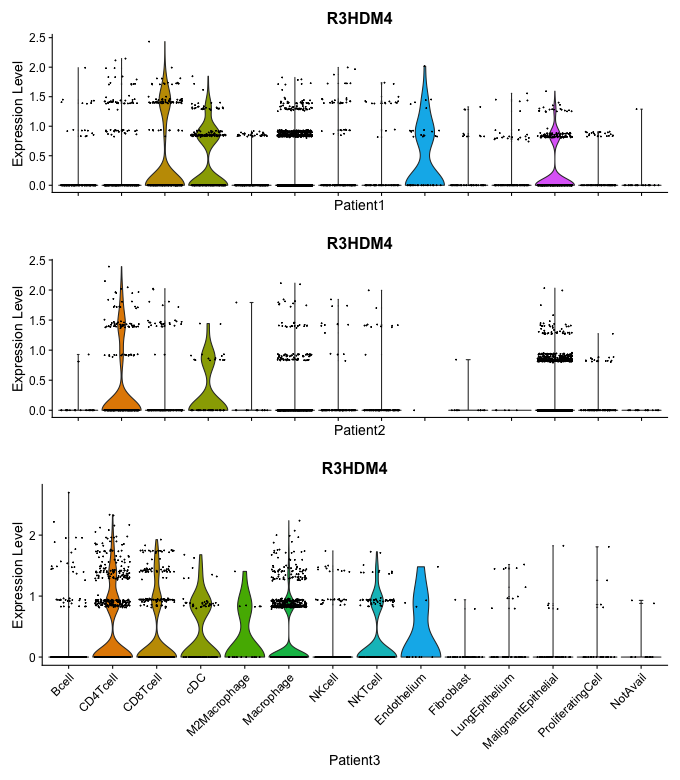 R3HDM4
Expression Level
2.5
2.0
1.5
1.0
0.5
0.0
Patient1
R3HDM4
Expression Level
2.5
2.0
1.5
1.0
0.5
0.0
Patient2
R3HDM4
Expression Level
2
1
0
Bcell
CD4Tcell
CD8Tcell
cDC
M2Macrophage
Macrophage
NKcell
NKTcell
Endothelium
Fibroblast
LungEpithelium
MalignantEpithelial
ProliferatingCell
NotAvail
Patient3